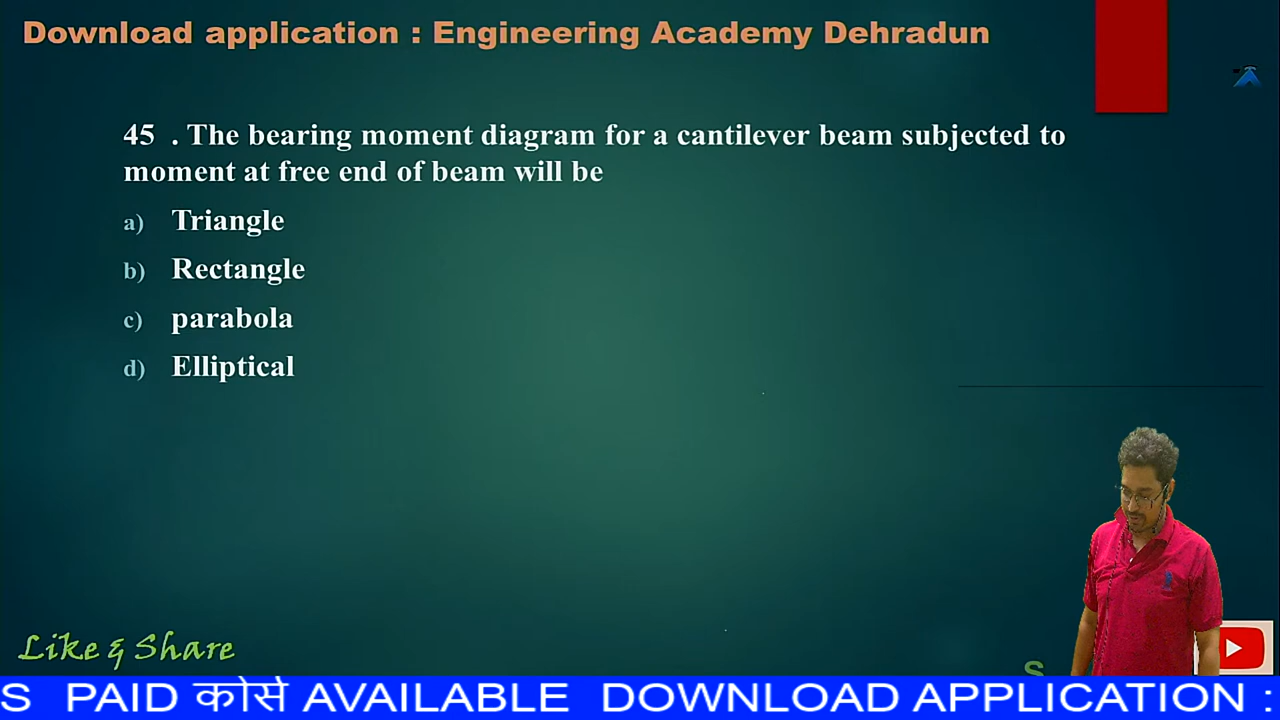 Download application : Engineering Academy Dehradun
45 . The bearing moment diagram for a cantilever beam subjected to
moment at free end of beam will be
a) Triangle
b) Rectangle
c) parabola
d) Elliptical
Like & Share
S
S PAID कोर्स AVAILABLE DOWNLOAD APPLICATION :